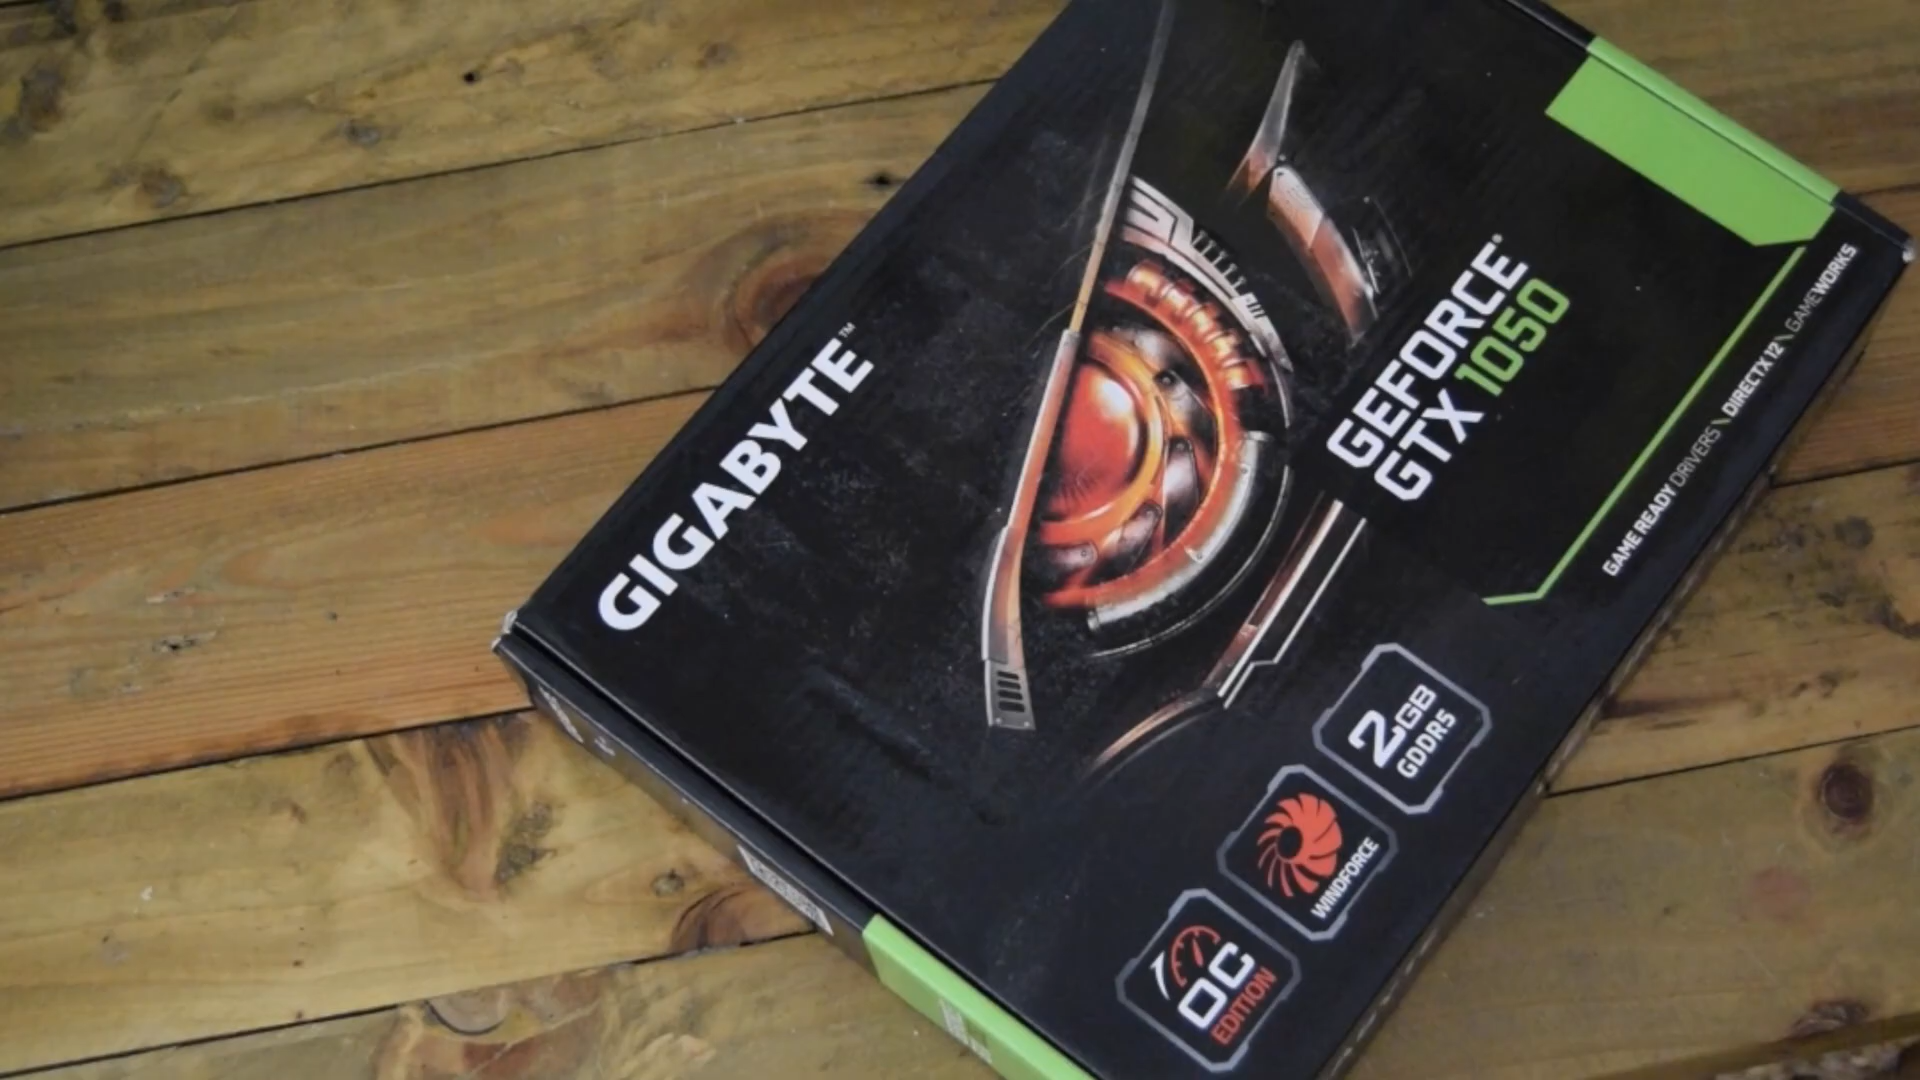 GIGABYTE™
GEFORCE®
GTX 1050
GAME READY DRIVERS \ DIRECTX 12 \ GAMEWORKS
2GB
GDDR5
WINDFORCE
OC
EDITION